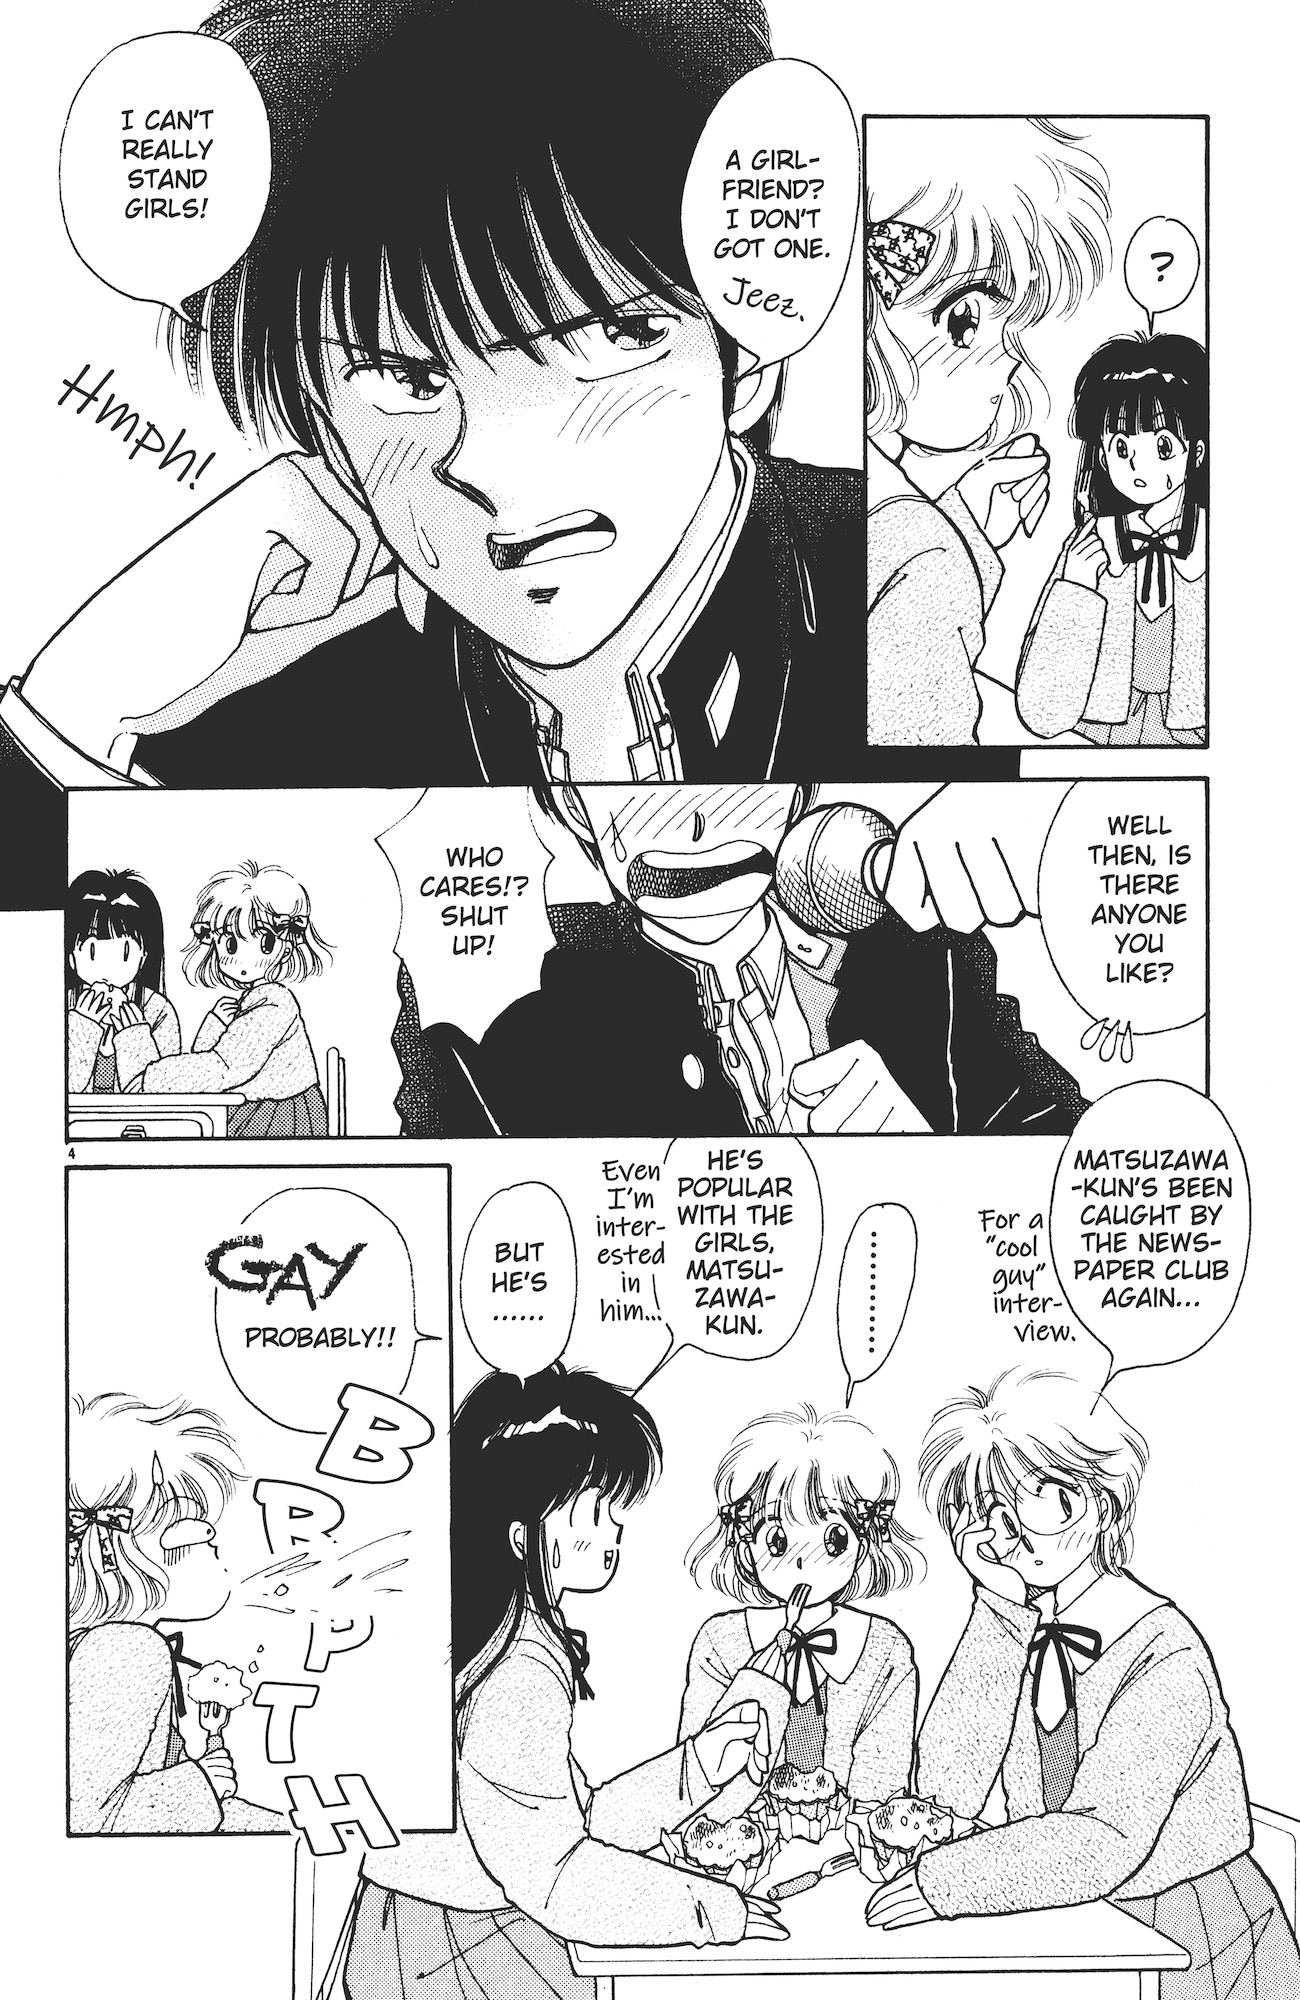 ?
A GIRL-
FRIEND?
I DON'T
GOT ONE.
Jeez.
I CAN'T
REALLY
STAND
GIRLS!
Hmph!
WELL
THEN, IS
THERE
ANYONE
YOU
LIKE?
WHO
CARES!?
SHUT
UP!
4
MATSUZAWA
-KUN'S BEEN
CAUGHT BY
THE NEWS-
PAPER CLUB
AGAIN...
For a
"cool
guy"
inter-
view.
.........
HE'S
POPULAR
WITH THE
GIRLS,
MATSU-
ZAWA-
KUN.
Even
I'm
inter-
ested
in
him...
BUT
HE'S
......
GAY
PROBABLY!!
BRPTH